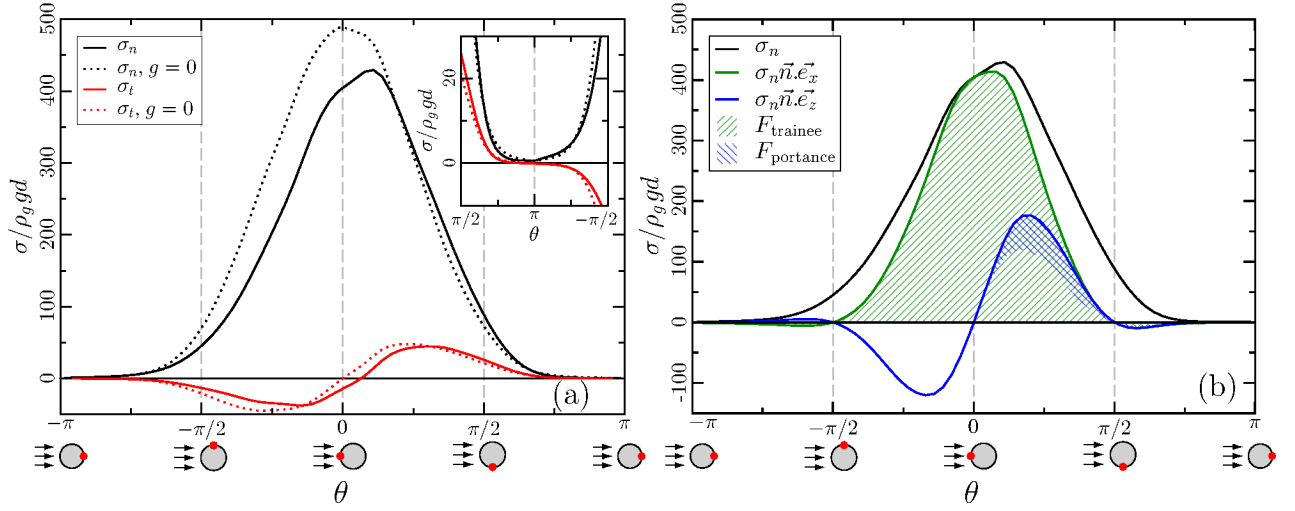 500
400
300
200
100
0
σ/ρ_g gd
σ_n
σ_n, g = 0
σ_t
σ_t, g = 0
20
0
σ/ρ_g gd
π/2
π
−π/2
θ
(a)
−π
−π/2
0
π/2
π
θ
500
400
300
200
100
0
-100
σ/ρ_g gd
σ_n
σ_n n⃗.e⃗_x
σ_n n⃗.e⃗_z
F_trainee
F_portance
(b)
−π
−π/2
0
π/2
π
θ